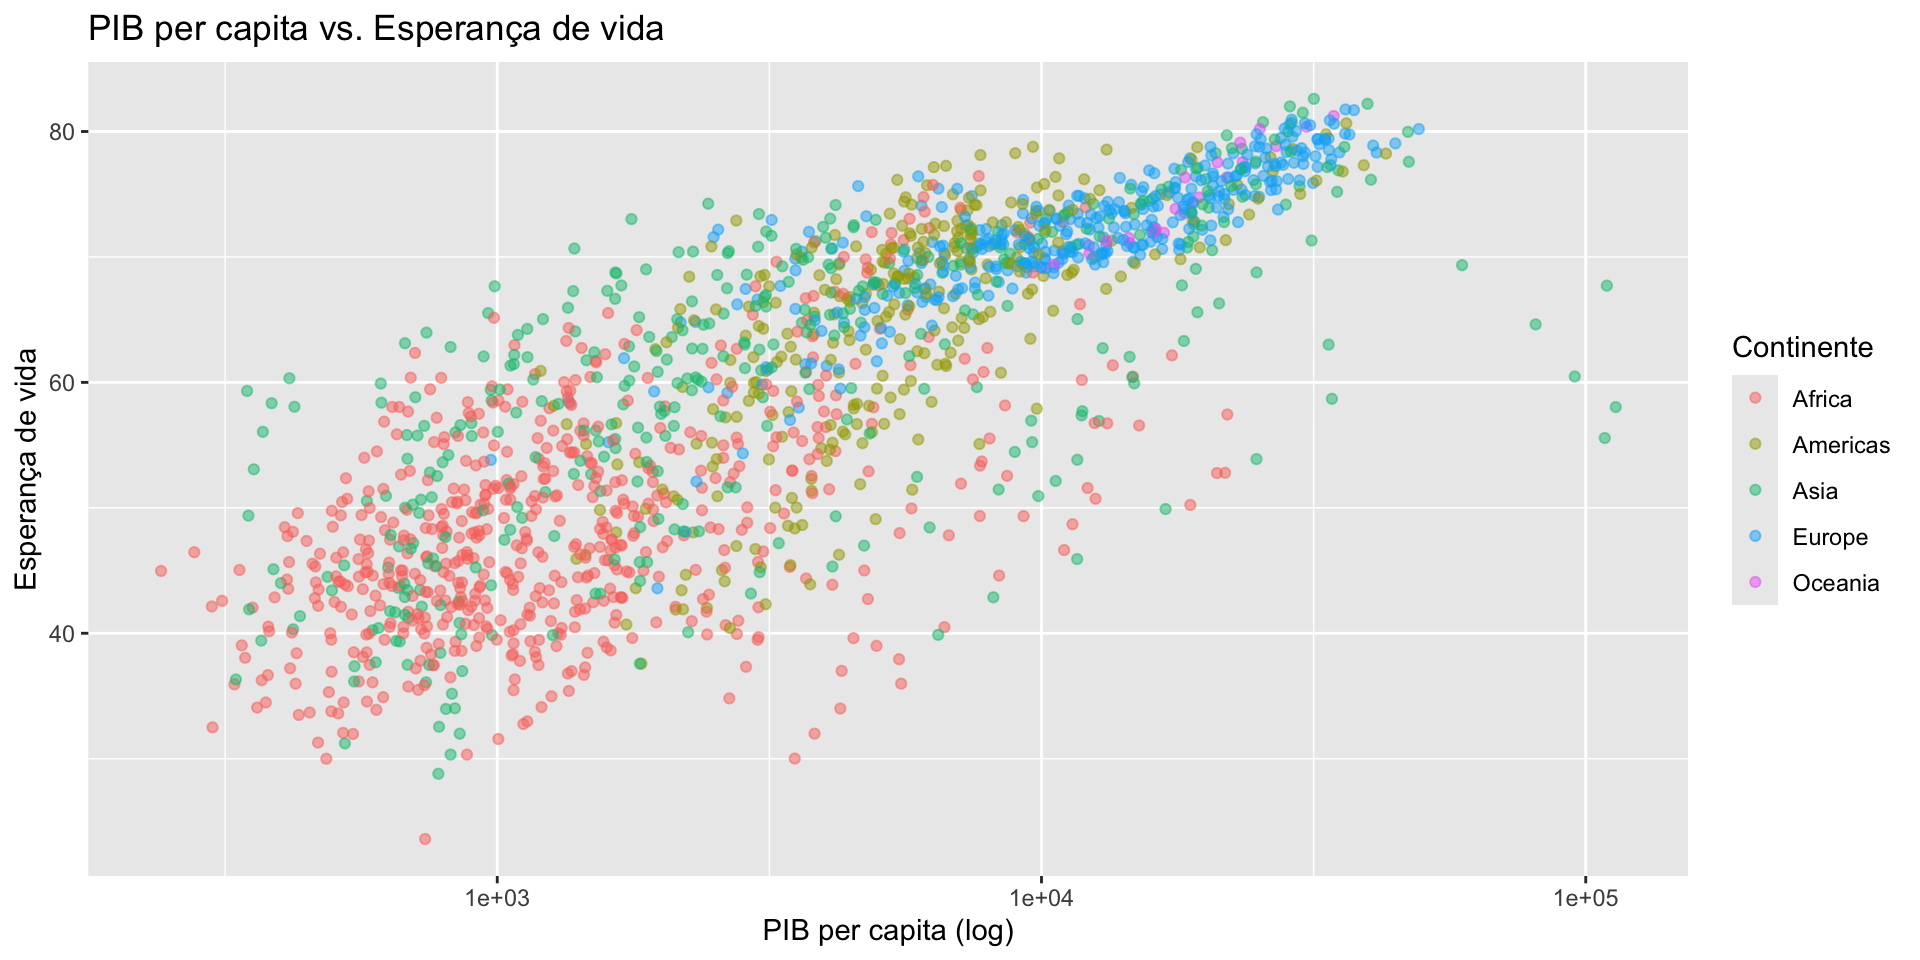 PIB per capita vs. Esperança de vida
Esperança de vida
80
60
40
1e+03
1e+04
1e+05
PIB per capita (log)
Continente
Africa
Americas
Asia
Europe
Oceania